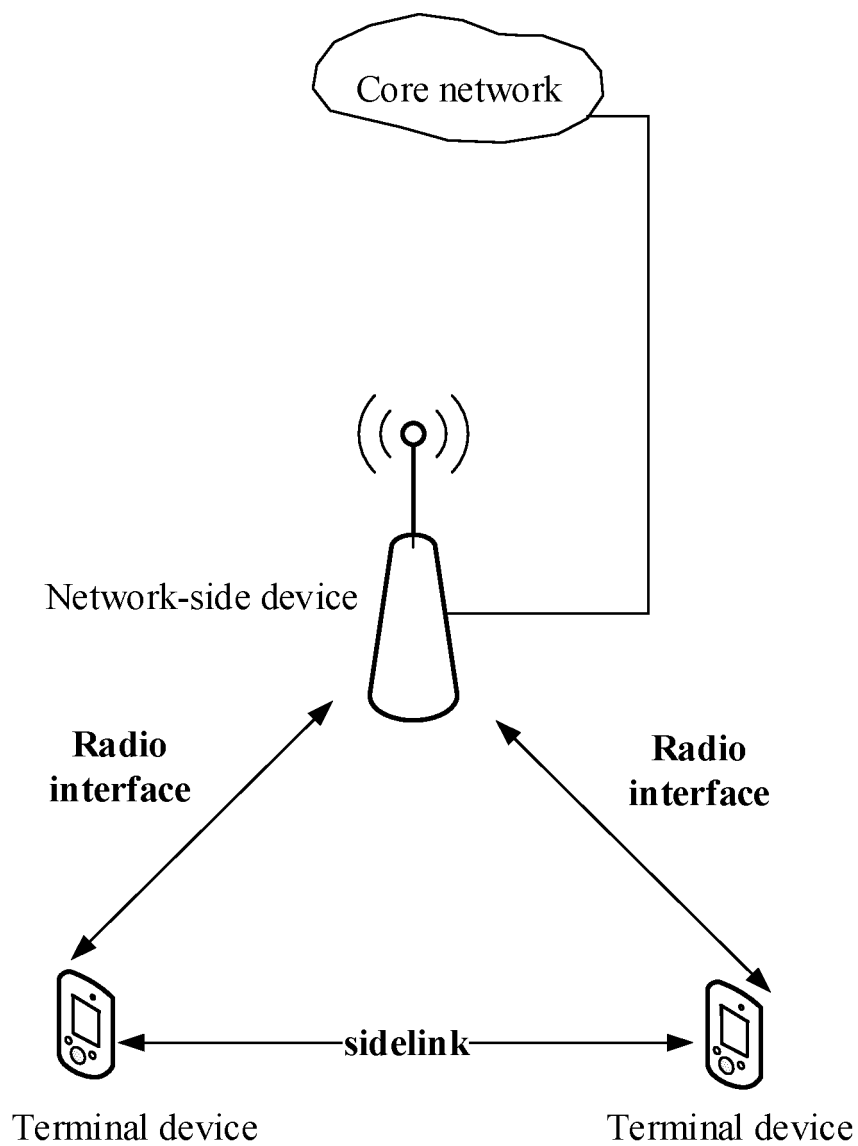 Core network
Network-side device
Radio
interface
Radio
interface
sidelink
Terminal device
Terminal device